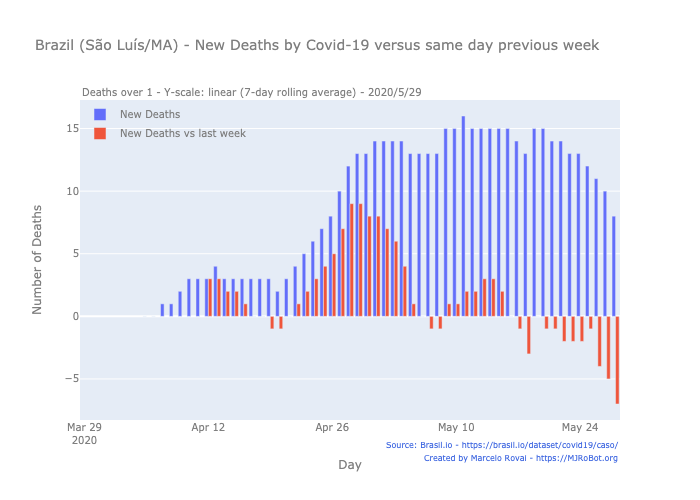 Brazil (São Luís/MA) - New Deaths by Covid-19 versus same day previous week
Deaths over 1 - Y-scale: linear (7-day rolling average) - 2020/5/29
New Deaths
New Deaths vs last week
Number of Deaths
15
10
5
0
−5
Mar 29
2020
Apr 12
Apr 26
May 10
May 24
Day
Source: Brasil.io - https://brasil.io/dataset/covid19/caso/
Created by Marcelo Rovai - https://MJRoBot.org